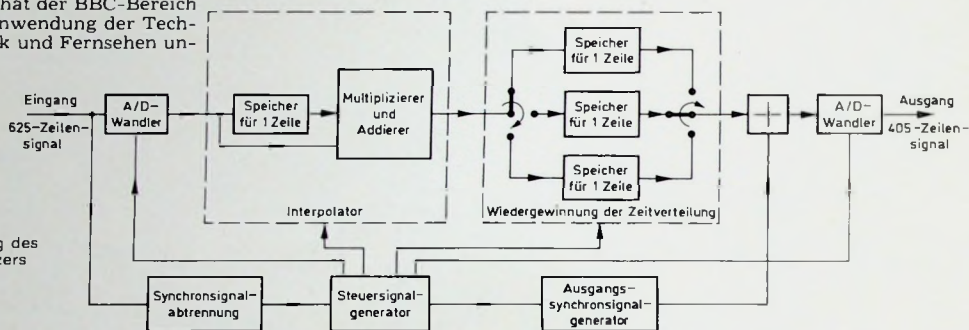 hat der BBC-Bereich
nwendung der Tech-
k und Fernsehen un-
Eingang
625-Zeilen-
signal
A/D-
Wandler
Speicher
für 1 Zeile
Multiplizierer
und
Addierer
Interpolator
Speicher
für 1 Zeile
Speicher
für 1 Zeile
Speicher
für 1 Zeile
Wiedergewinnung der Zeitverteilung
+
A/D-
Wandler
Ausgang
405-Zeilen-
signal
g des
zers
Synchronsignal-
abtrennung
Steuersignal-
generator
Ausgangs-
synchronsignal-
generator